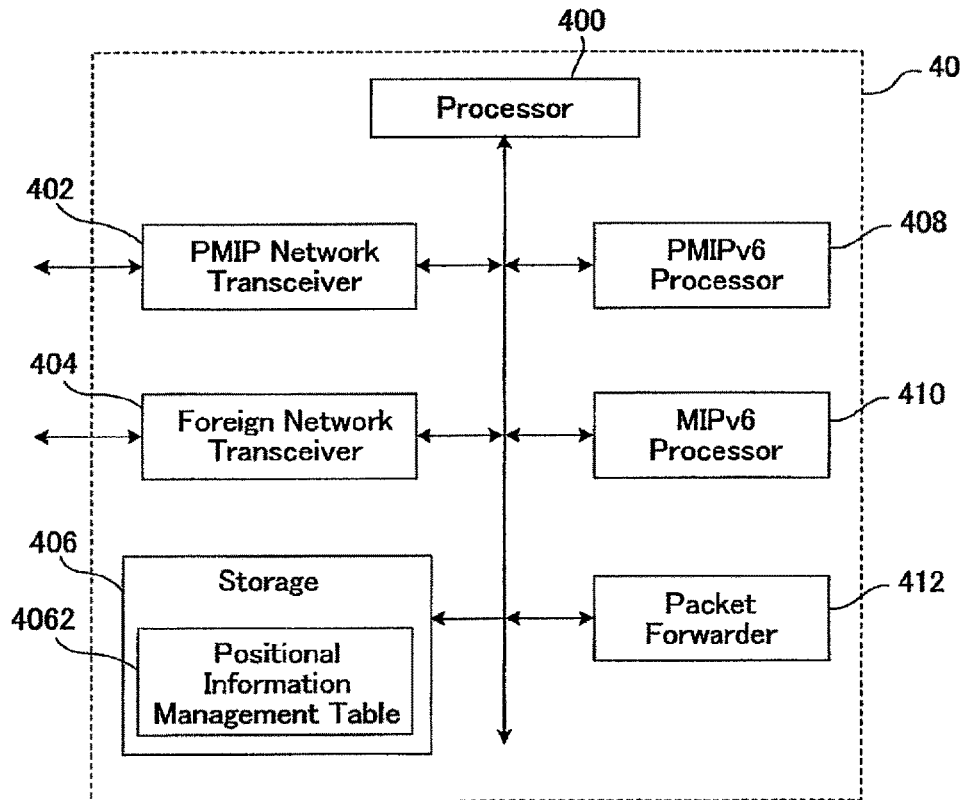 400
40
Processor
402
PMIP Network
Transceiver
408
PMIPv6
Processor
404
Foreign Network
Transceiver
410
MIPv6
Processor
406
Storage
4062
Positional
Information
Management Table
412
Packet
Forwarder